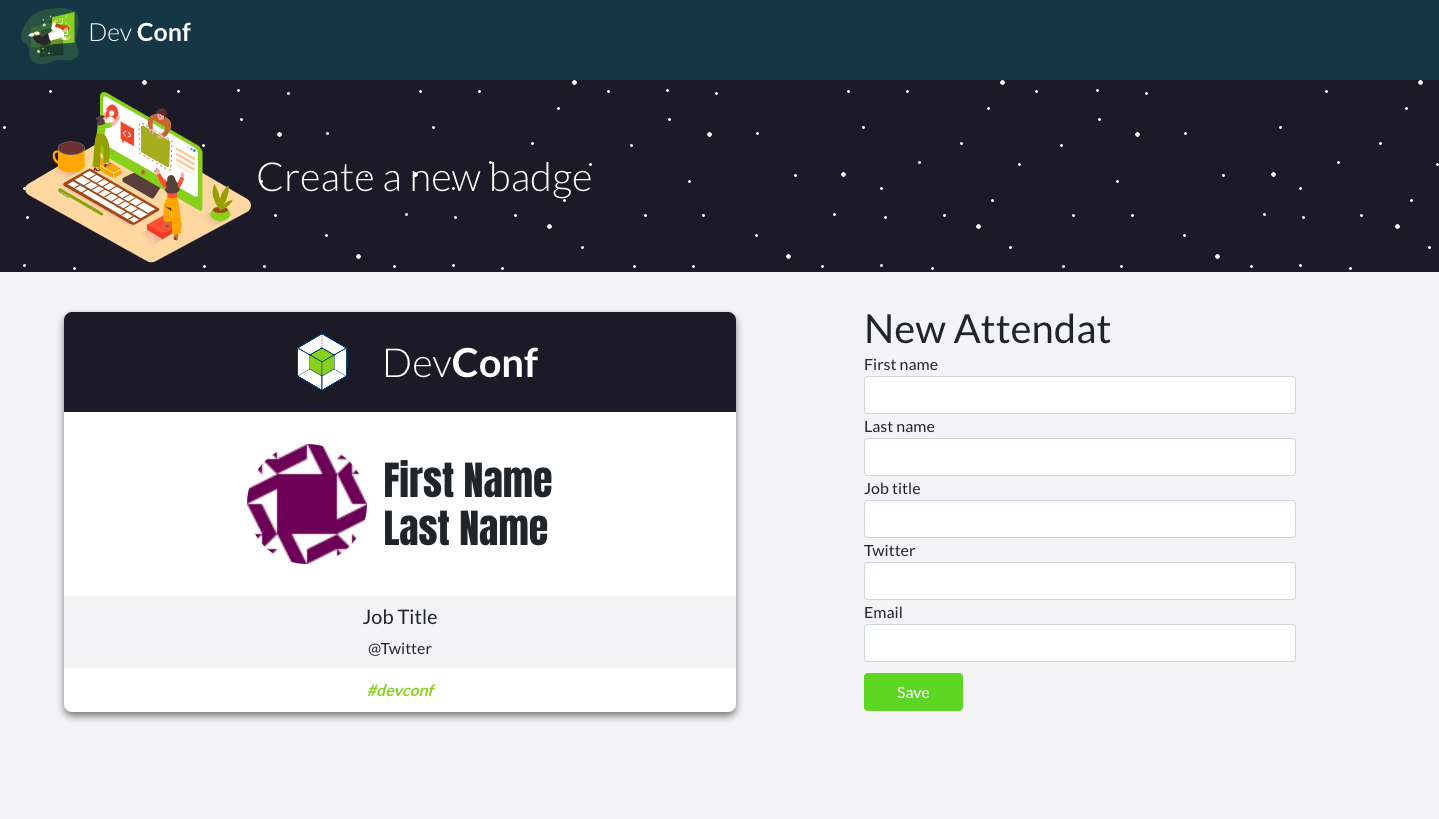 Dev Conf
Create a new badge
DevConf
First Name
Last Name
Job Title
@Twitter
#devconf
New Attendat
First name
Last name
Job title
Twitter
Email
Save